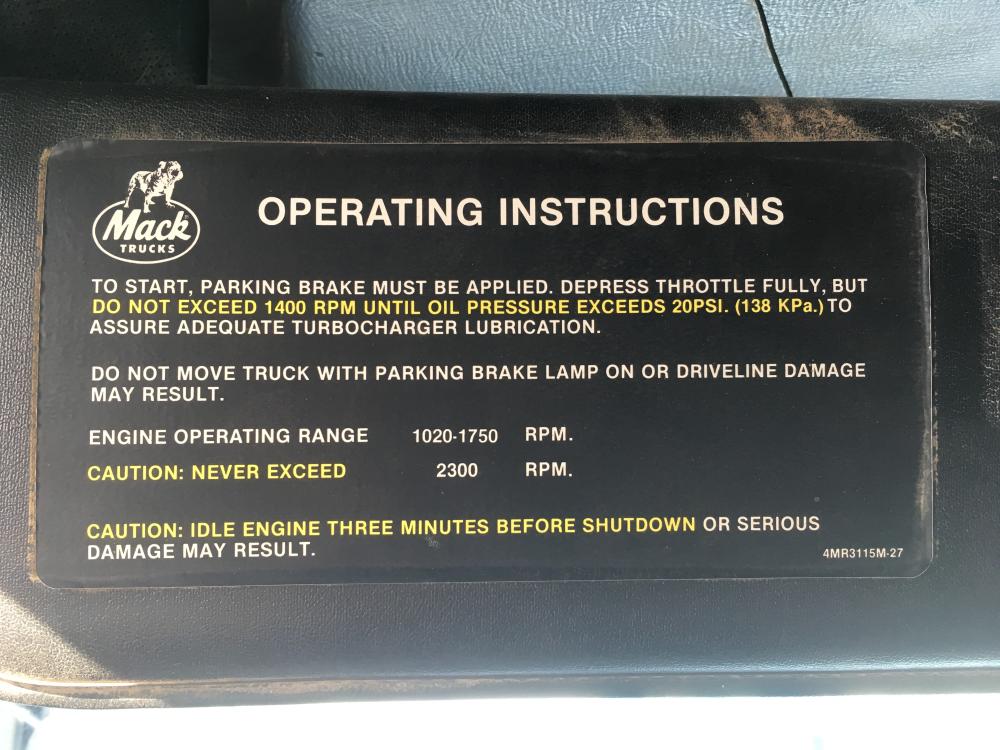 Mack
TRUCKS
OPERATING INSTRUCTIONS
TO START, PARKING BRAKE MUST BE APPLIED. DEPRESS THROTTLE FULLY, BUT
DO NOT EXCEED 1400 RPM UNTIL OIL PRESSURE EXCEEDS 20PSI. (138 KPa.) TO
ASSURE ADEQUATE TURBOCHARGER LUBRICATION.
DO NOT MOVE TRUCK WITH PARKING BRAKE LAMP ON OR DRIVELINE DAMAGE
MAY RESULT.
ENGINE OPERATING RANGE 1020-1750 RPM.
CAUTION: NEVER EXCEED 2300 RPM.
CAUTION: IDLE ENGINE THREE MINUTES BEFORE SHUTDOWN OR SERIOUS
DAMAGE MAY RESULT.
4MR3115M-27